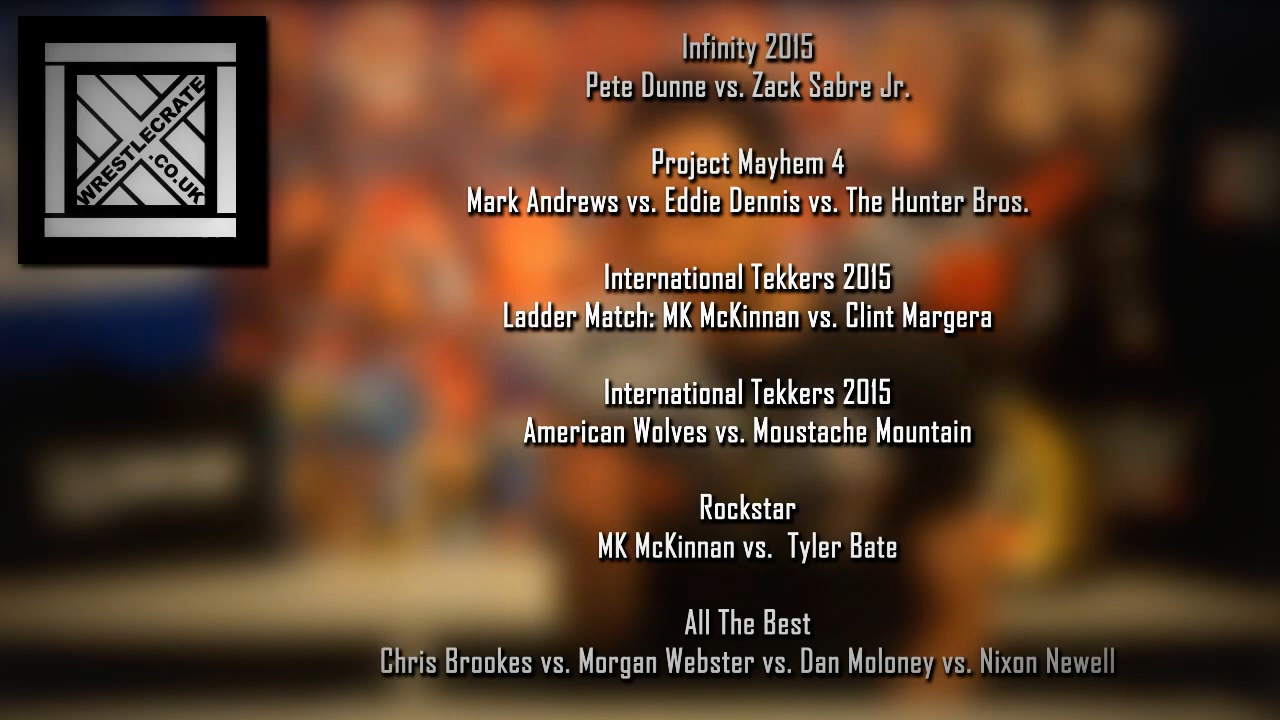 WRESTLECRATE
.CO.UK
Infinity 2015
Pete Dunne vs. Zack Sabre Jr.
Project Mayhem 4
Mark Andrews vs. Eddie Dennis vs. The Hunter Bros.
International Tekkers 2015
Ladder Match: MK McKinnan vs. Clint Margera
International Tekkers 2015
American Wolves vs. Moustache Mountain
Rockstar
MK McKinnan vs.  Tyler Bate
All The Best
Chris Brookes vs. Morgan Webster vs. Dan Moloney vs. Nixon Newell